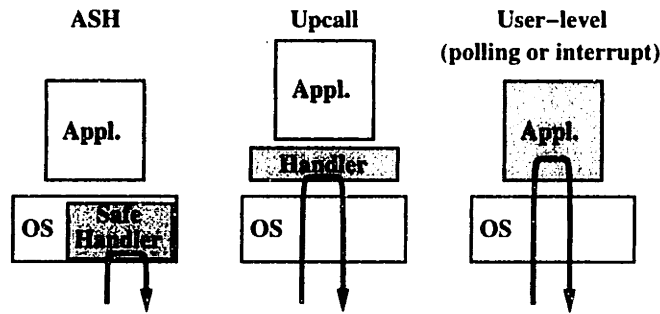 ASH
Appl.
OS
Safe
Handler
Upcall
Appl.
Handler
OS
User-level
(polling or interrupt)
Appl.
OS